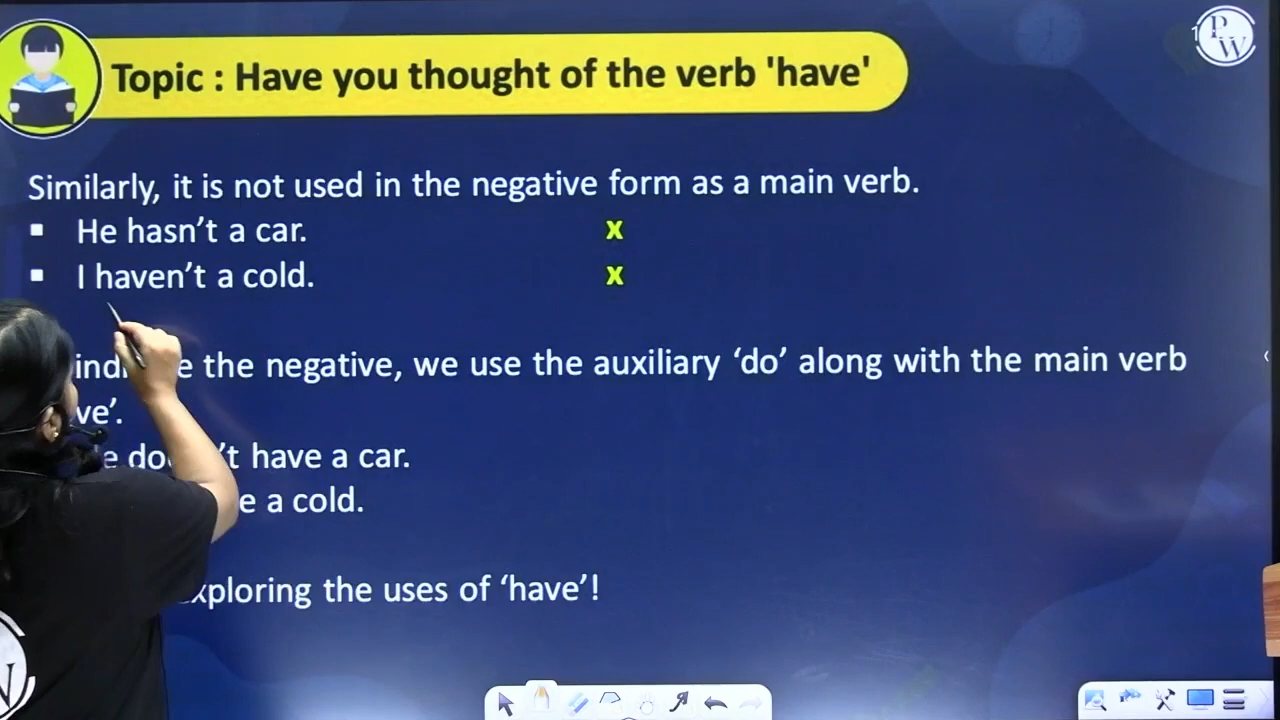 Topic : Have you thought of the verb 'have'
PW
Similarly, it is not used in the negative form as a main verb.
▪ He hasn't a car. x
▪ I haven't a cold. x
the negative, we use the auxiliary 'do' along with the main verb
have a car.
a cold.
the uses of 'have'!